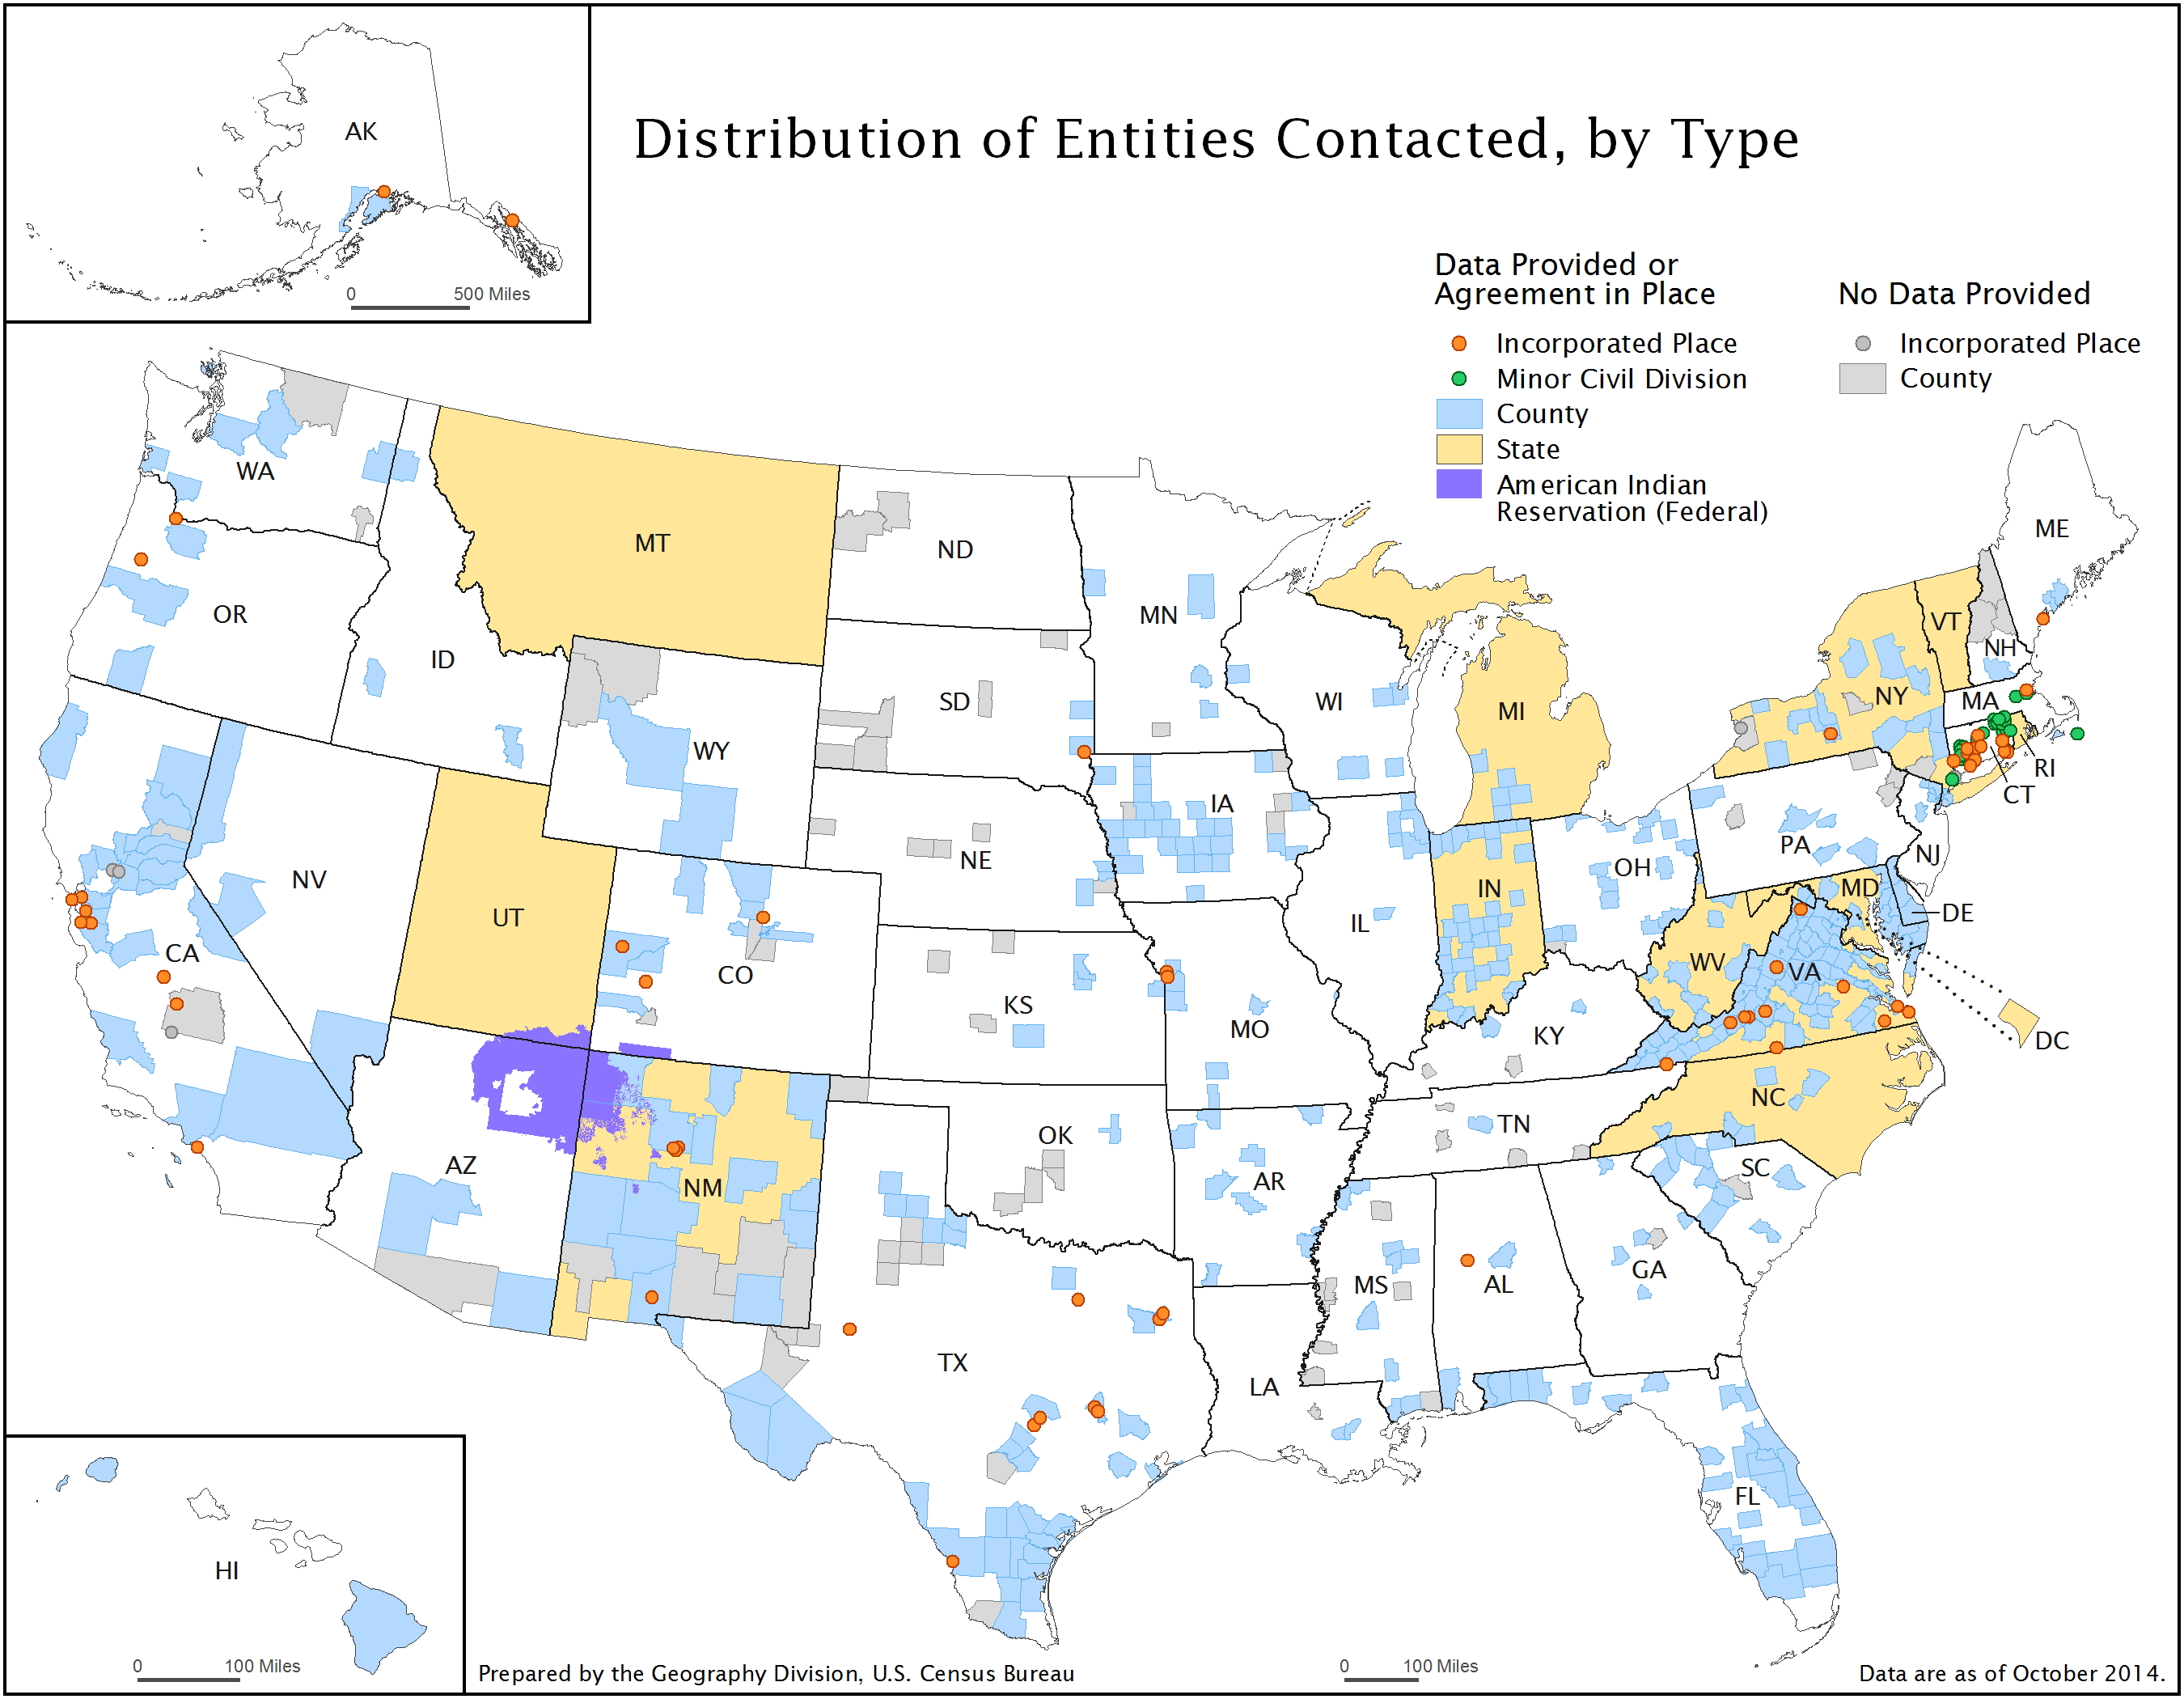 Distribution of Entities Contacted, by Type
AK
0 500 Miles
Data Provided or
Agreement in Place
Incorporated Place
Minor Civil Division
County
State
American Indian
Reservation (Federal)
No Data Provided
Incorporated Place
County
WA
MT
ND
MN
ME
OR
ID
SD
WI
MI
NY
VT
NH
MA
RI
CT
WY
IA
NE
NV
UT
CO
IL
IN
OH
PA
NJ
MD
DE
CA
KS
MO
WV
VA
KY
DC
NC
AZ
NM
OK
TN
AR
SC
MS
AL
GA
TX
LA
FL
HI
0 100 Miles
Prepared by the Geography Division, U.S. Census Bureau
0 100 Miles
Data are as of October 2014.